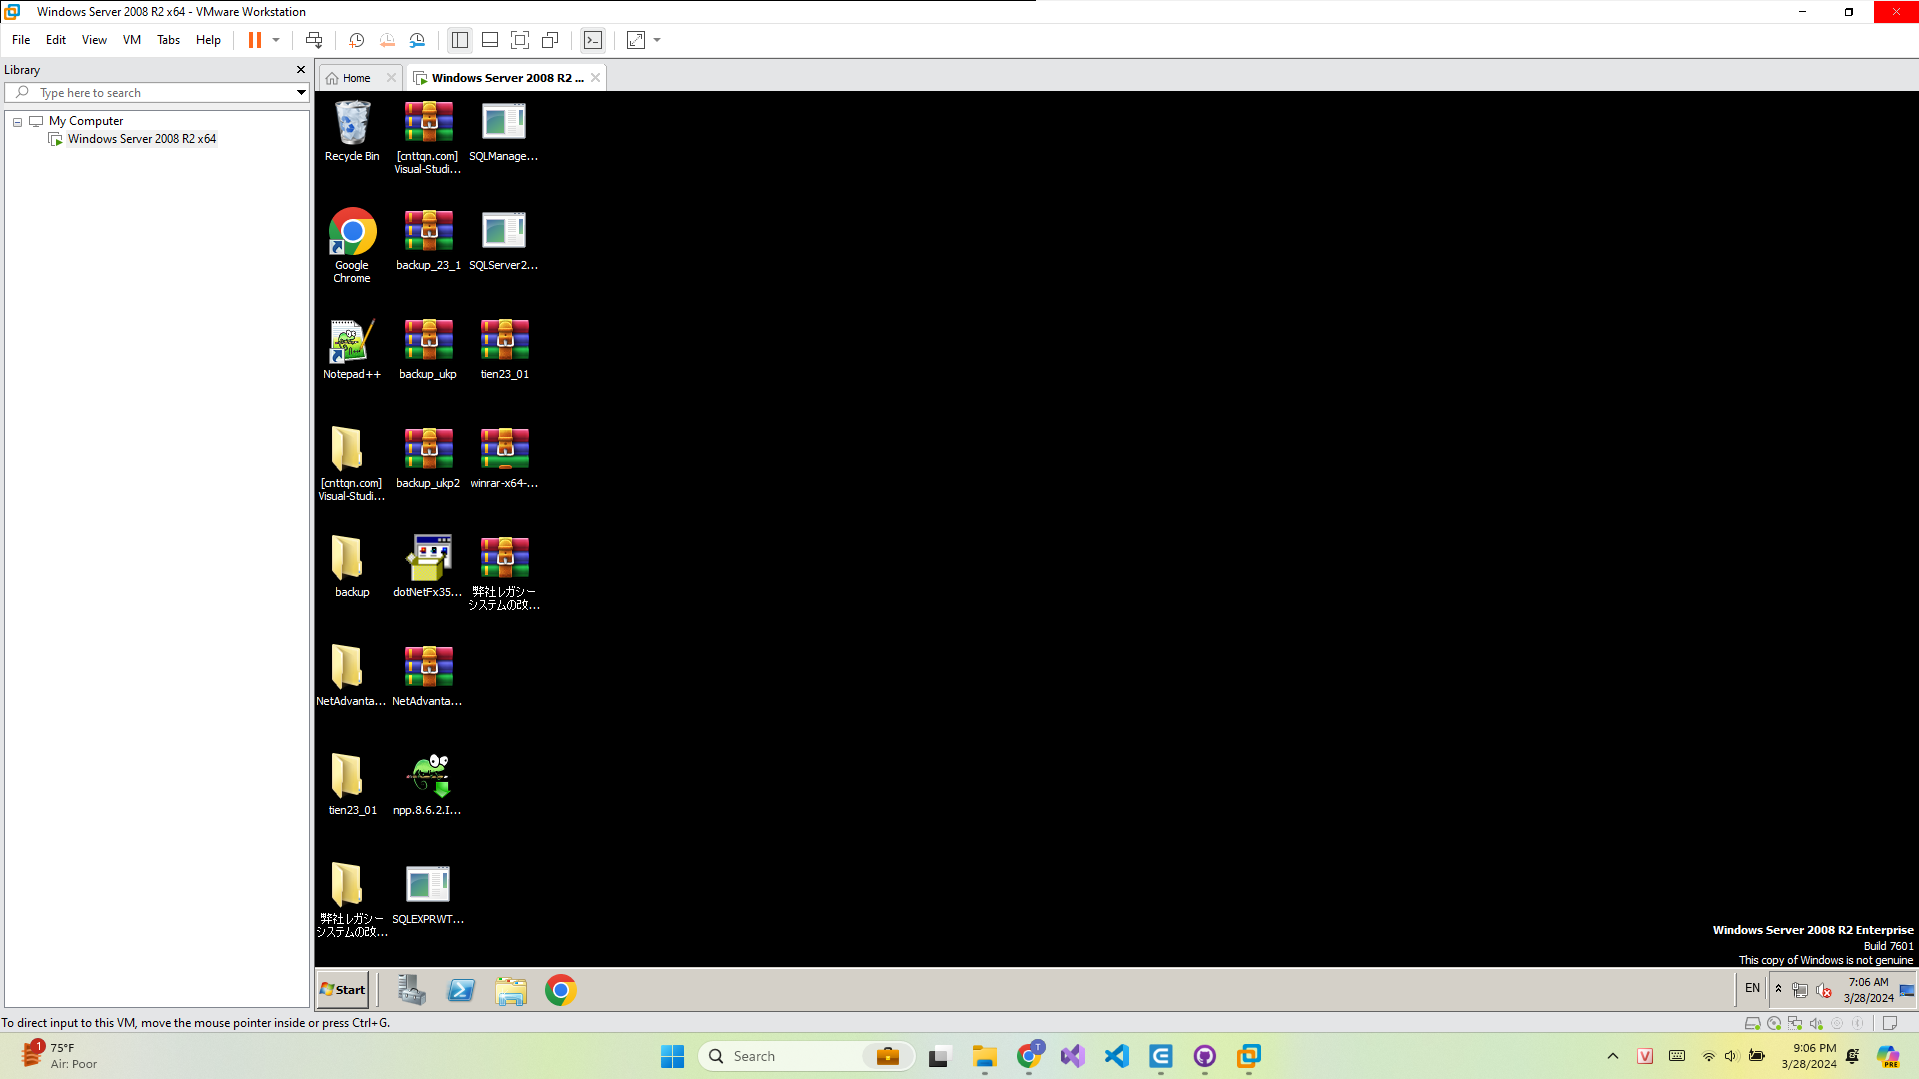 Windows Server 2008 R2 x64 - VMware Workstation
File Edit View VM Tabs Help
Library
Type here to search
My Computer
Windows Server 2008 R2 x64
Home
Windows Server 2008 R2 ...
Recycle Bin
[cnttqn.com]
Visual-Studi...
SQLManage...
Google
Chrome
backup_23_1
SQLServer2...
Notepad++
backup_ukp
tien23_01
[cnttqn.com]
Visual-Studi...
backup_ukp2
winrar-x64-...
backup
dotNetFx35...
弊社レガシー
システムの改...
NetAdvanta...
NetAdvanta...
tien23_01
npp.8.6.2.I...
弊社レガシー
システムの改...
SQLEXPRWT...
Windows Server 2008 R2 Enterprise
Build 7601
This copy of Windows is not genuine
Start
EN
7:06 AM
3/28/2024
To direct input to this VM, move the mouse pointer inside or press Ctrl+G.
1
75°F
Air: Poor
Search
T
V
9:06 PM
3/28/2024
PRE